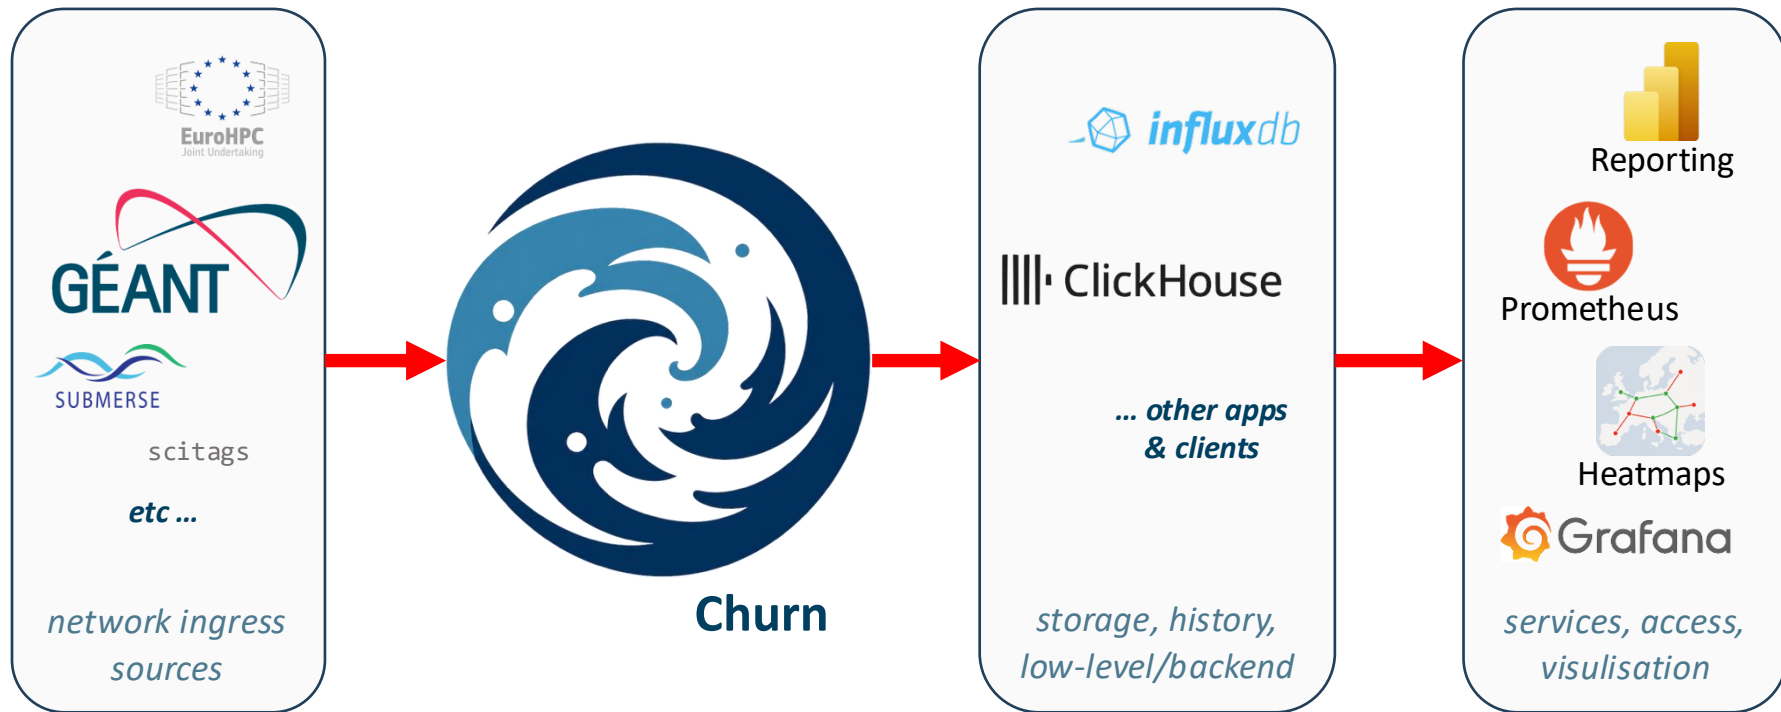 EuroHPC
Joint Undertaking
GÉANT
SUBMERSE
scitags
etc ...
network ingress
sources
Churn
influxdb
ClickHouse
... other apps
& clients
storage, history,
low-level/backend
Reporting
Prometheus
Heatmaps
Grafana
services, access,
visulisation